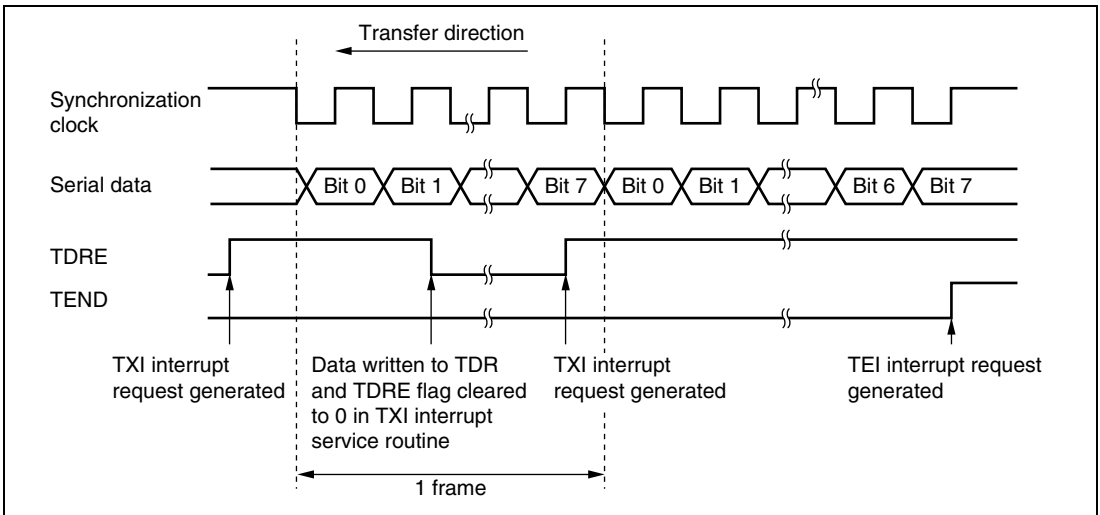 Transfer direction
Synchronization
clock
Serial data
Bit 0
Bit 1
Bit 7
Bit 0
Bit 1
Bit 6
Bit 7
TDRE
TEND
TXI interrupt
request generated
Data written to TDR
and TDRE flag cleared
to 0 in TXI interrupt
service routine
TXI interrupt
request generated
TEI interrupt request
generated
1 frame